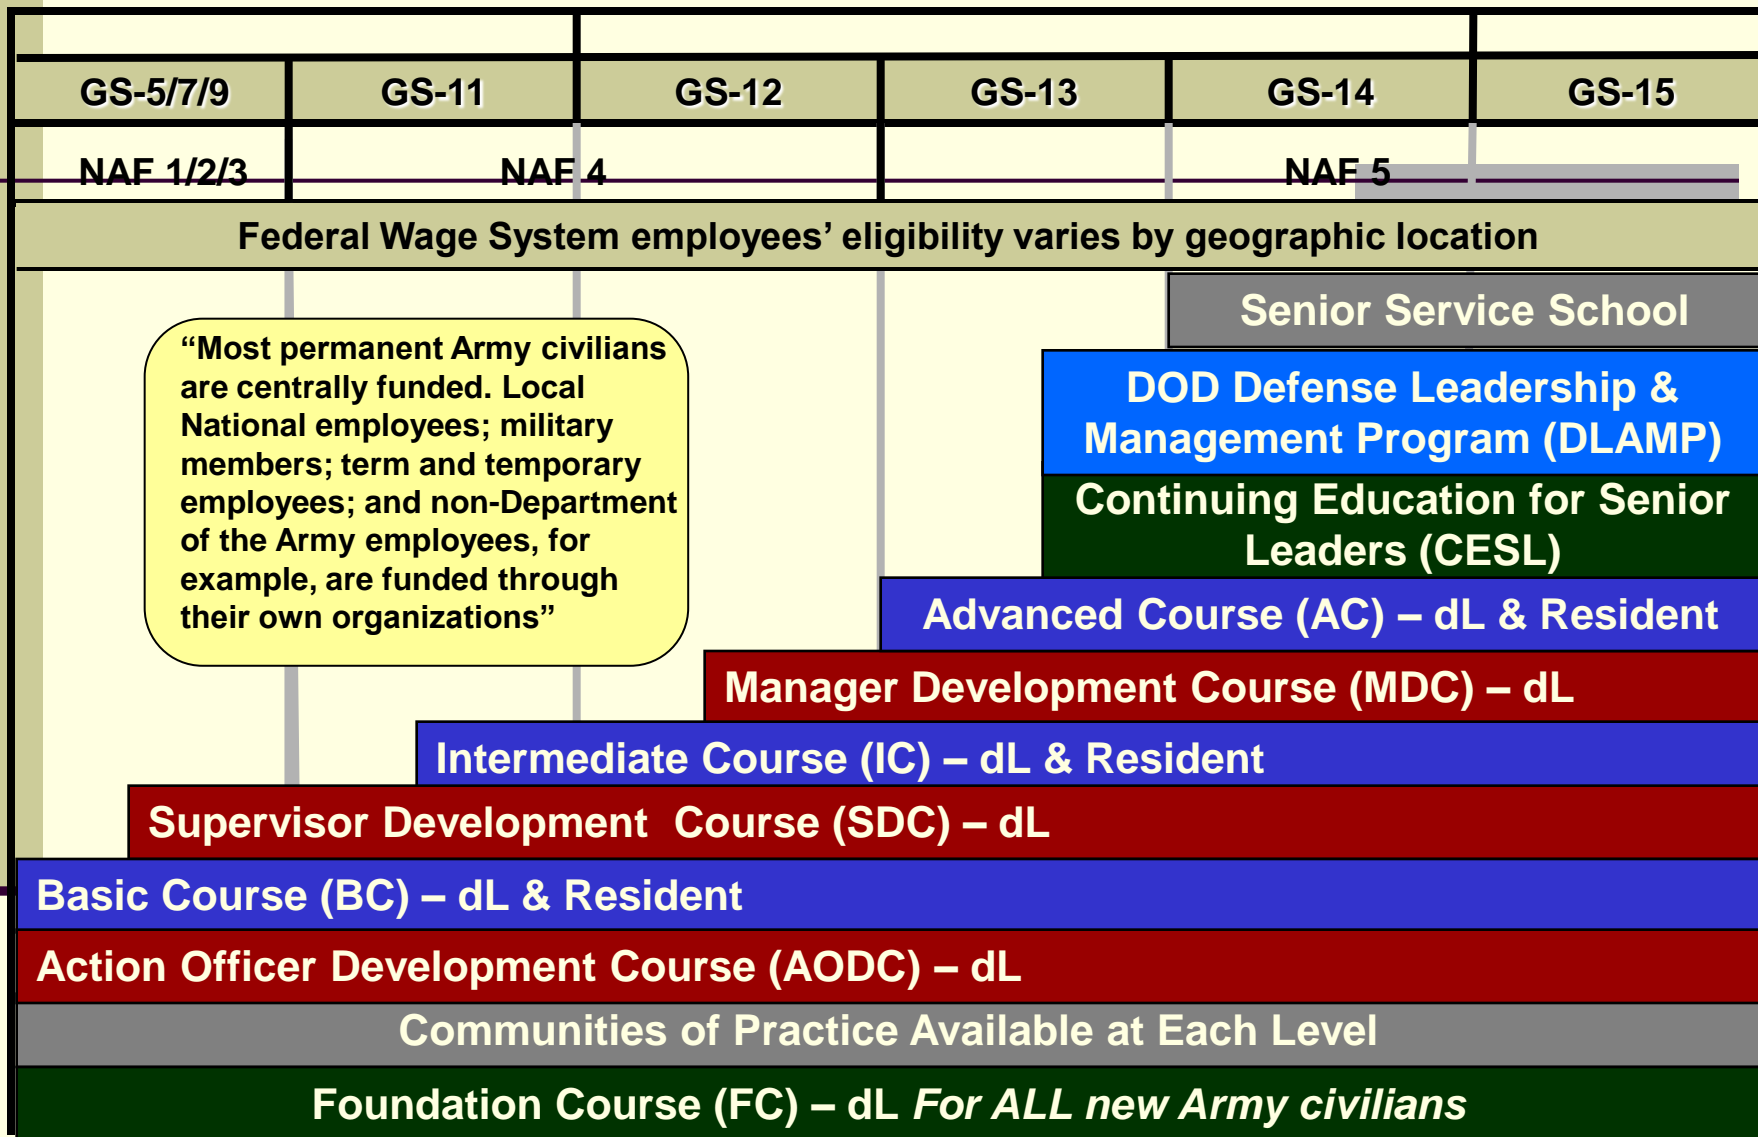 GS-5/7/9 GS-11 GS-12 GS-13 GS-14 GS-15
NAF 1/2/3 NAF 4 NAF 5
Federal Wage System employees’ eligibility varies by geographic location
Senior Service School
“Most permanent Army civilians
are centrally funded. Local
National employees; military
members; term and temporary
employees; and non-Department
of the Army employees, for
example, are funded through
their own organizations”
DOD Defense Leadership &
Management Program (DLAMP)
Continuing Education for Senior
Leaders (CESL)
Advanced Course (AC) – dL & Resident
Manager Development Course (MDC) – dL
Intermediate Course (IC) – dL & Resident
Supervisor Development  Course (SDC) – dL
Basic Course (BC) – dL & Resident
Action Officer Development Course (AODC) – dL
Communities of Practice Available at Each Level
Foundation Course (FC) – dL For ALL new Army civilians